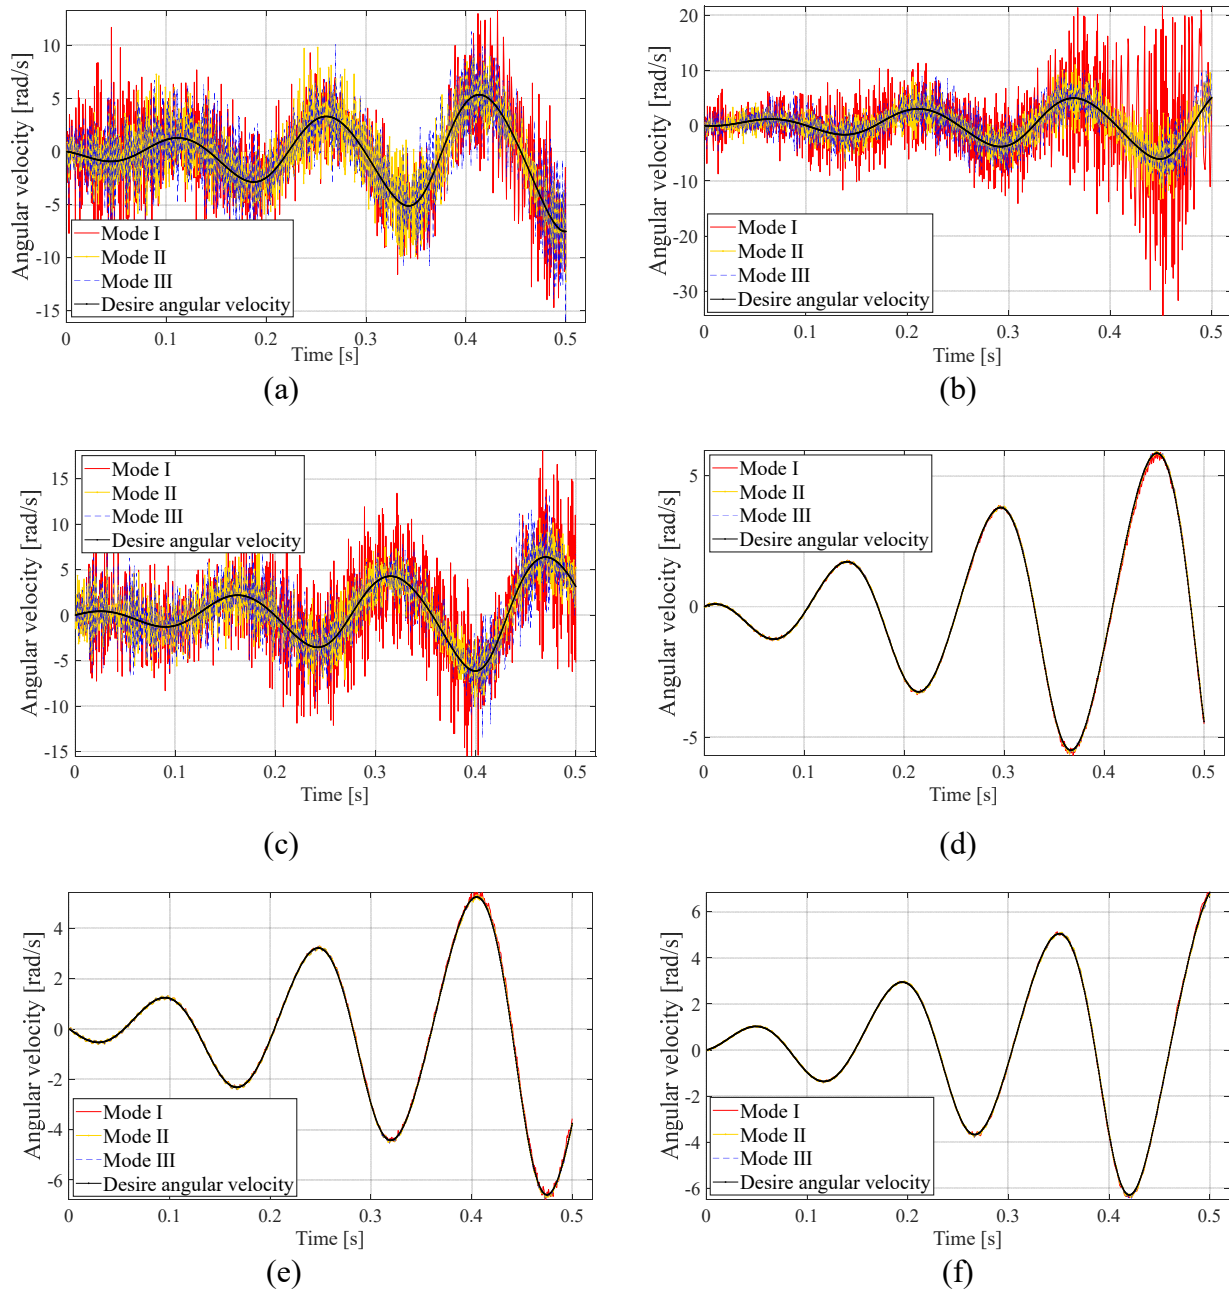 Angular velocity [rad/s]
10
5
0
-5
-10
-15
Mode I
Mode II
Mode III
Desire angular velocity
0 0.1 0.2 0.3 0.4 0.5
Time [s]
(a)
Angular velocity [rad/s]
20
10
0
-10
-20
-30
Mode I
Mode II
Mode III
Desire angular velocity
0 0.1 0.2 0.3 0.4 0.5
Time [s]
(b)
Angular velocity [rad/s]
15
10
5
0
-5
-10
-15
Mode I
Mode II
Mode III
Desire angular velocity
0 0.1 0.2 0.3 0.4 0.5
Time [s]
(c)
Angular velocity [rad/s]
5
0
-5
Mode I
Mode II
Mode III
Desire angular velocity
0 0.1 0.2 0.3 0.4 0.5
Time [s]
(d)
Angular velocity [rad/s]
4
2
0
-2
-4
-6
Mode I
Mode II
Mode III
Desire angular velocity
0 0.1 0.2 0.3 0.4 0.5
Time [s]
(e)
Angular velocity [rad/s]
6
4
2
0
-2
-4
-6
Mode I
Mode II
Mode III
Desire angular velocity
0 0.1 0.2 0.3 0.4 0.5
Time [s]
(f)